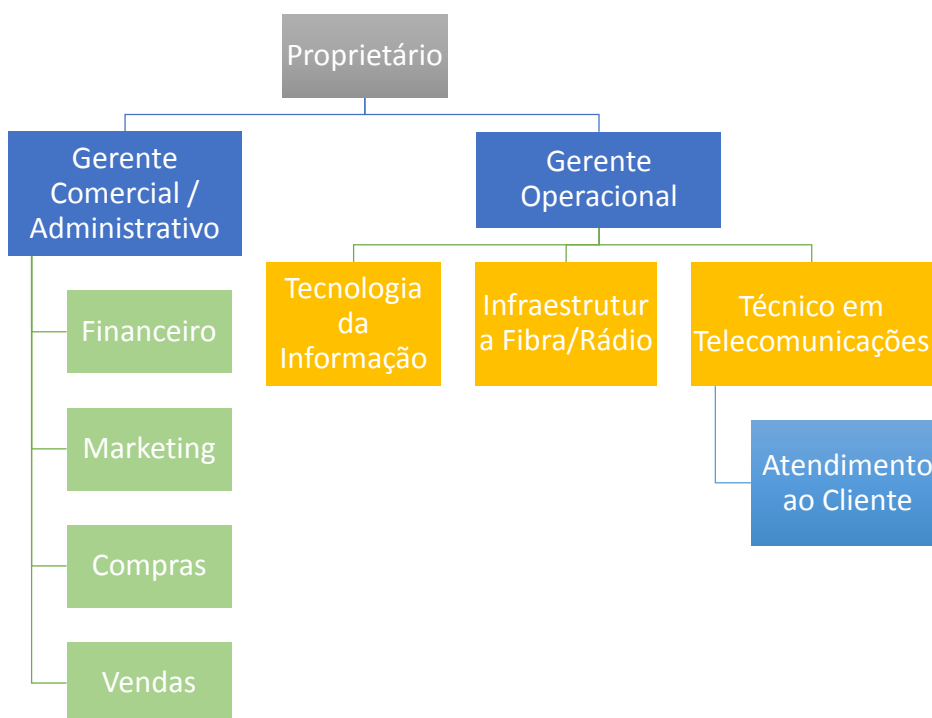 Proprietário
Gerente
Comercial /
Administrativo
Gerente
Operacional
Tecnologia
da
Informação
Infraestrutur
a Fibra/Rádio
Técnico em
Telecomunicações
Financeiro
Marketing
Compras
Vendas
Atendimento
ao Cliente